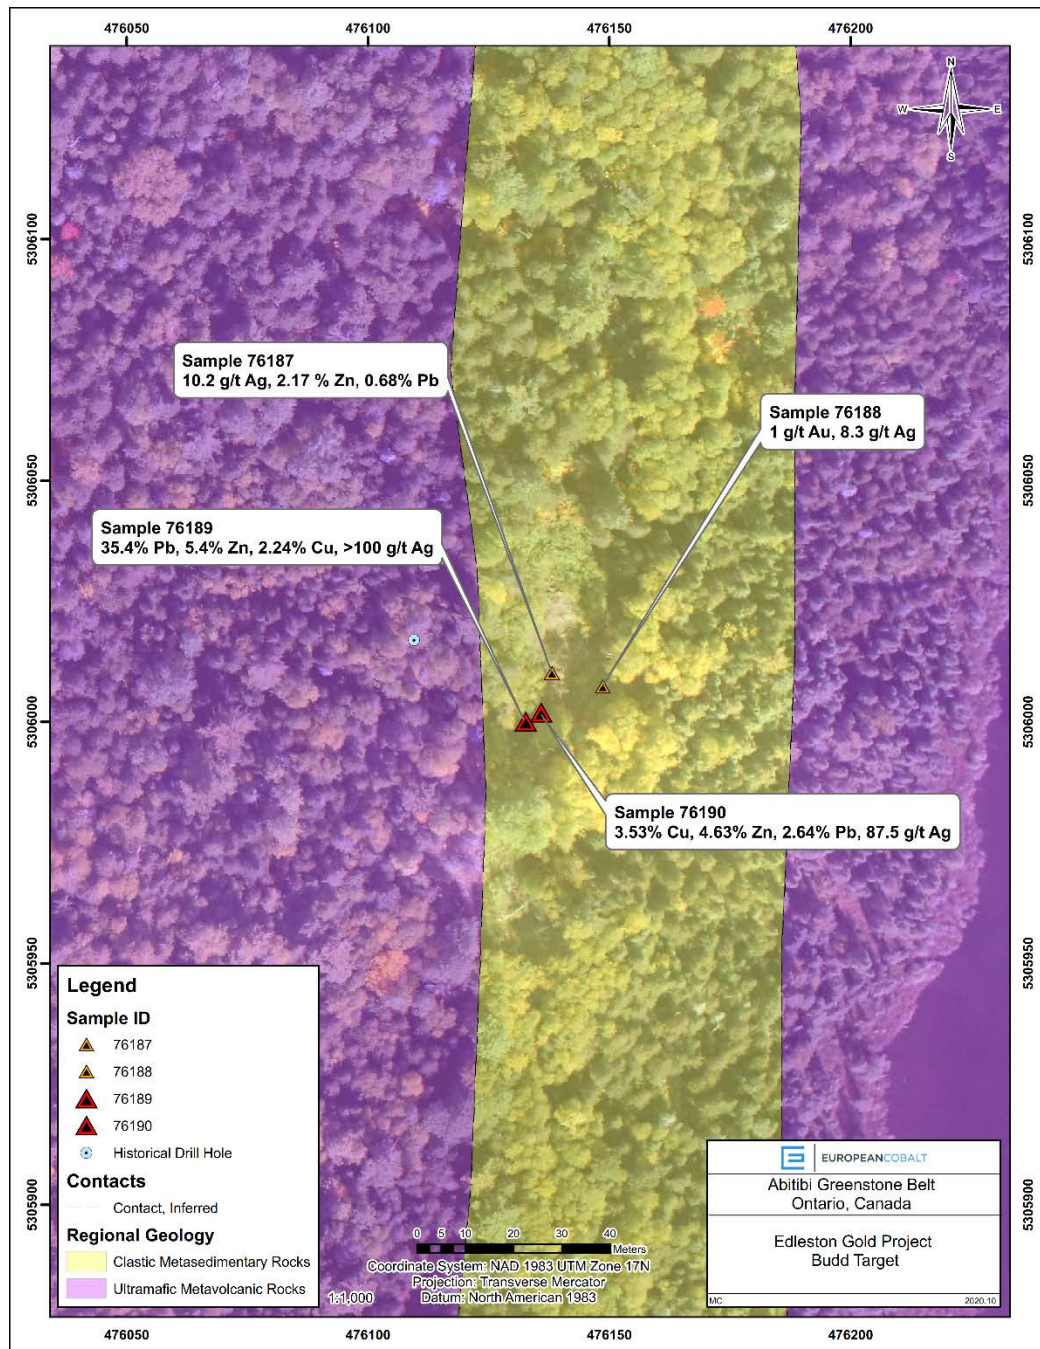 476050 476100 476150 476200
N
W E
S
5306100 5306100
Sample 76187
10.2 g/t Ag, 2.17 % Zn, 0.68% Pb
Sample 76188
1 g/t Au, 8.3 g/t Ag
5306050 5306050
Sample 76189
35.4% Pb, 5.4% Zn, 2.24% Cu, >100 g/t Ag
5306000 5306000
Sample 76190
3.53% Cu, 4.63% Zn, 2.64% Pb, 87.5 g/t Ag
5305950 5305950
Legend
Sample ID
76187
76188
76189
76190
Historical Drill Hole
Contacts
Contact, Inferred
Regional Geology
Clastic Metasedimentary Rocks
Ultramafic Metavolcanic Rocks
0 5 10 20 30 40
Meters
Coordinate System: NAD 1983 UTM Zone 17N
Projection: Transverse Mercator
Datum: North American 1983
1:1,000
EUROPEANCOBALT
Abitibi Greenstone Belt
Ontario, Canada
Edleston Gold Project
Budd Target
MC 2020.10
5305900 5305900
476050 476100 476150 476200